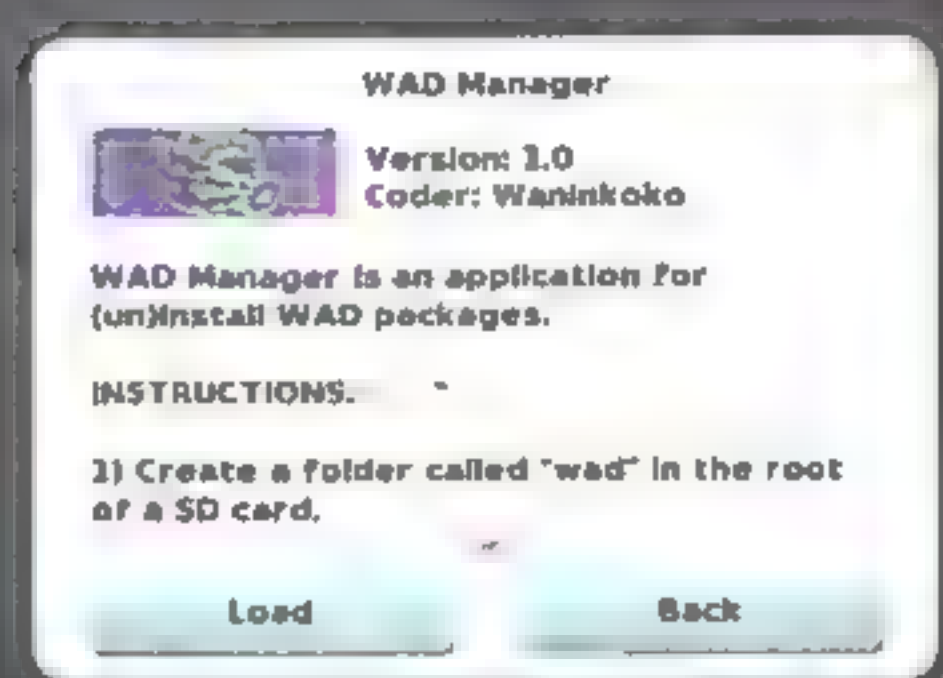 WAD Manager
Version: 1.0
Coder: Waninkoko
WAD Manager is an application for
(un)install WAD packages.
INSTRUCTIONS.
1) Create a folder called "wad" in the root
of a SD card.
Load
Back